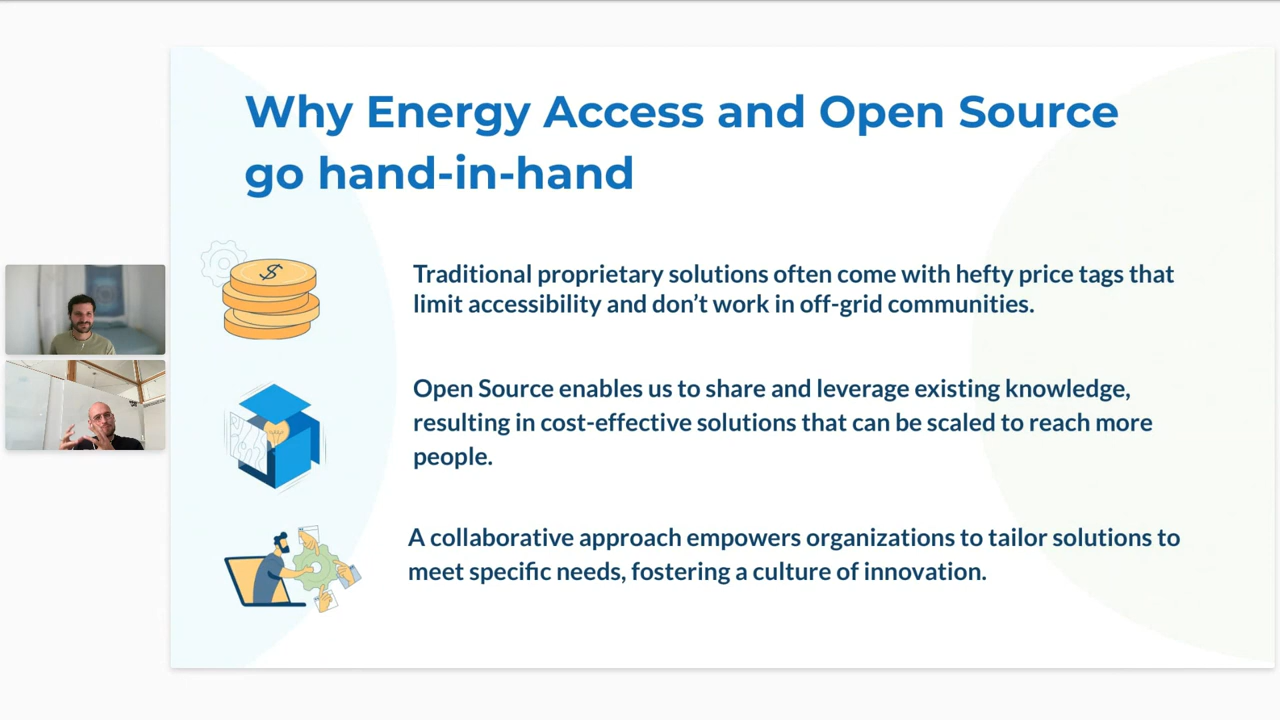 Why Energy Access and Open Source
go hand-in-hand
$
Traditional proprietary solutions often come with hefty price tags that
limit accessibility and don’t work in off-grid communities.
Open Source enables us to share and leverage existing knowledge,
resulting in cost-effective solutions that can be scaled to reach more
people.
A collaborative approach empowers organizations to tailor solutions to
meet specific needs, fostering a culture of innovation.